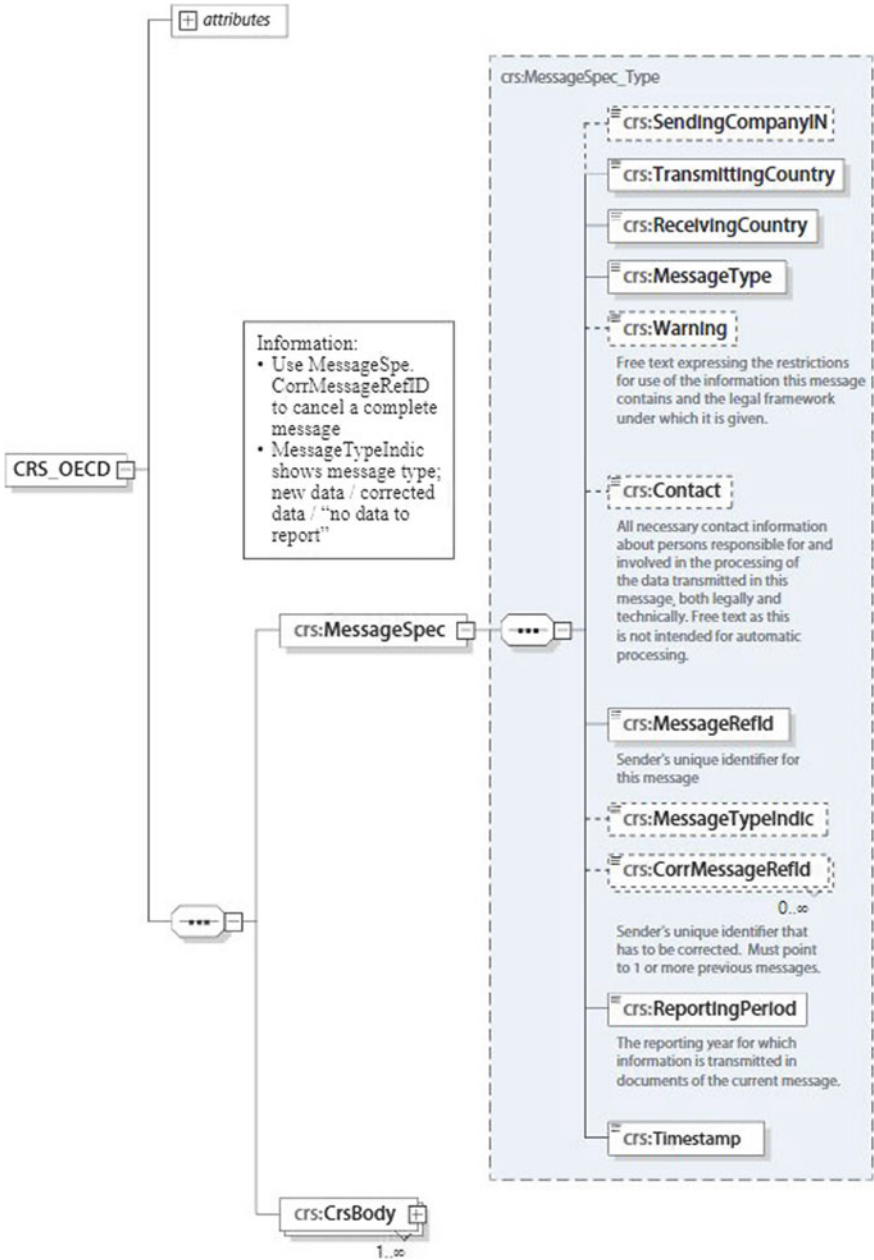 attributes
crs:MessageSpec_Type
crs:SendingCompanyIN
crs:TransmittingCountry
crs:ReceivingCountry
crs:MessageType
crs:Warning
Free text expressing the restrictions
for use of the information this message
contains and the legal framework
under which it is given.
Information:
• Use MessageSpe.
CorrMessageRefID
to cancel a complete
message
• MessageTypeIndic
shows message type;
new data / corrected
data / “no data to
report”
CRS_OECD
crs:Contact
All necessary contact information
about persons responsible for and
involved in the processing of
the data transmitted in this
message, both legally and
technically. Free text as this
is not intended for automatic
processing.
crs:MessageSpec
crs:MessageRefId
Sender's unique identifier for
this message
crs:MessageTypeIndic
crs:CorrMessageRefId
0..∞
Sender's unique identifier that
has to be corrected. Must point
to 1 or more previous messages.
crs:ReportingPeriod
The reporting year for which
information is transmitted in
documents of the current message.
crs:Timestamp
crs:CrsBody
1..∞